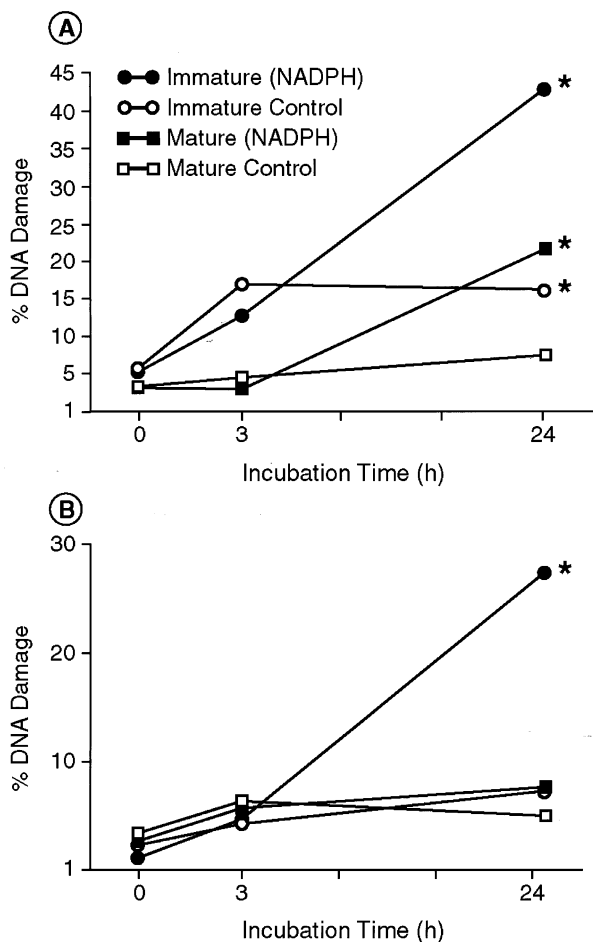 A
45
40
35
30
25
20
15
10
5
1
% DNA Damage
Immature (NADPH)
Immature Control
Mature (NADPH)
Mature Control
*
*
*
0 3 24
Incubation Time (h)
B
30
20
10
1
% DNA Damage
*
0 3 24
Incubation Time (h)